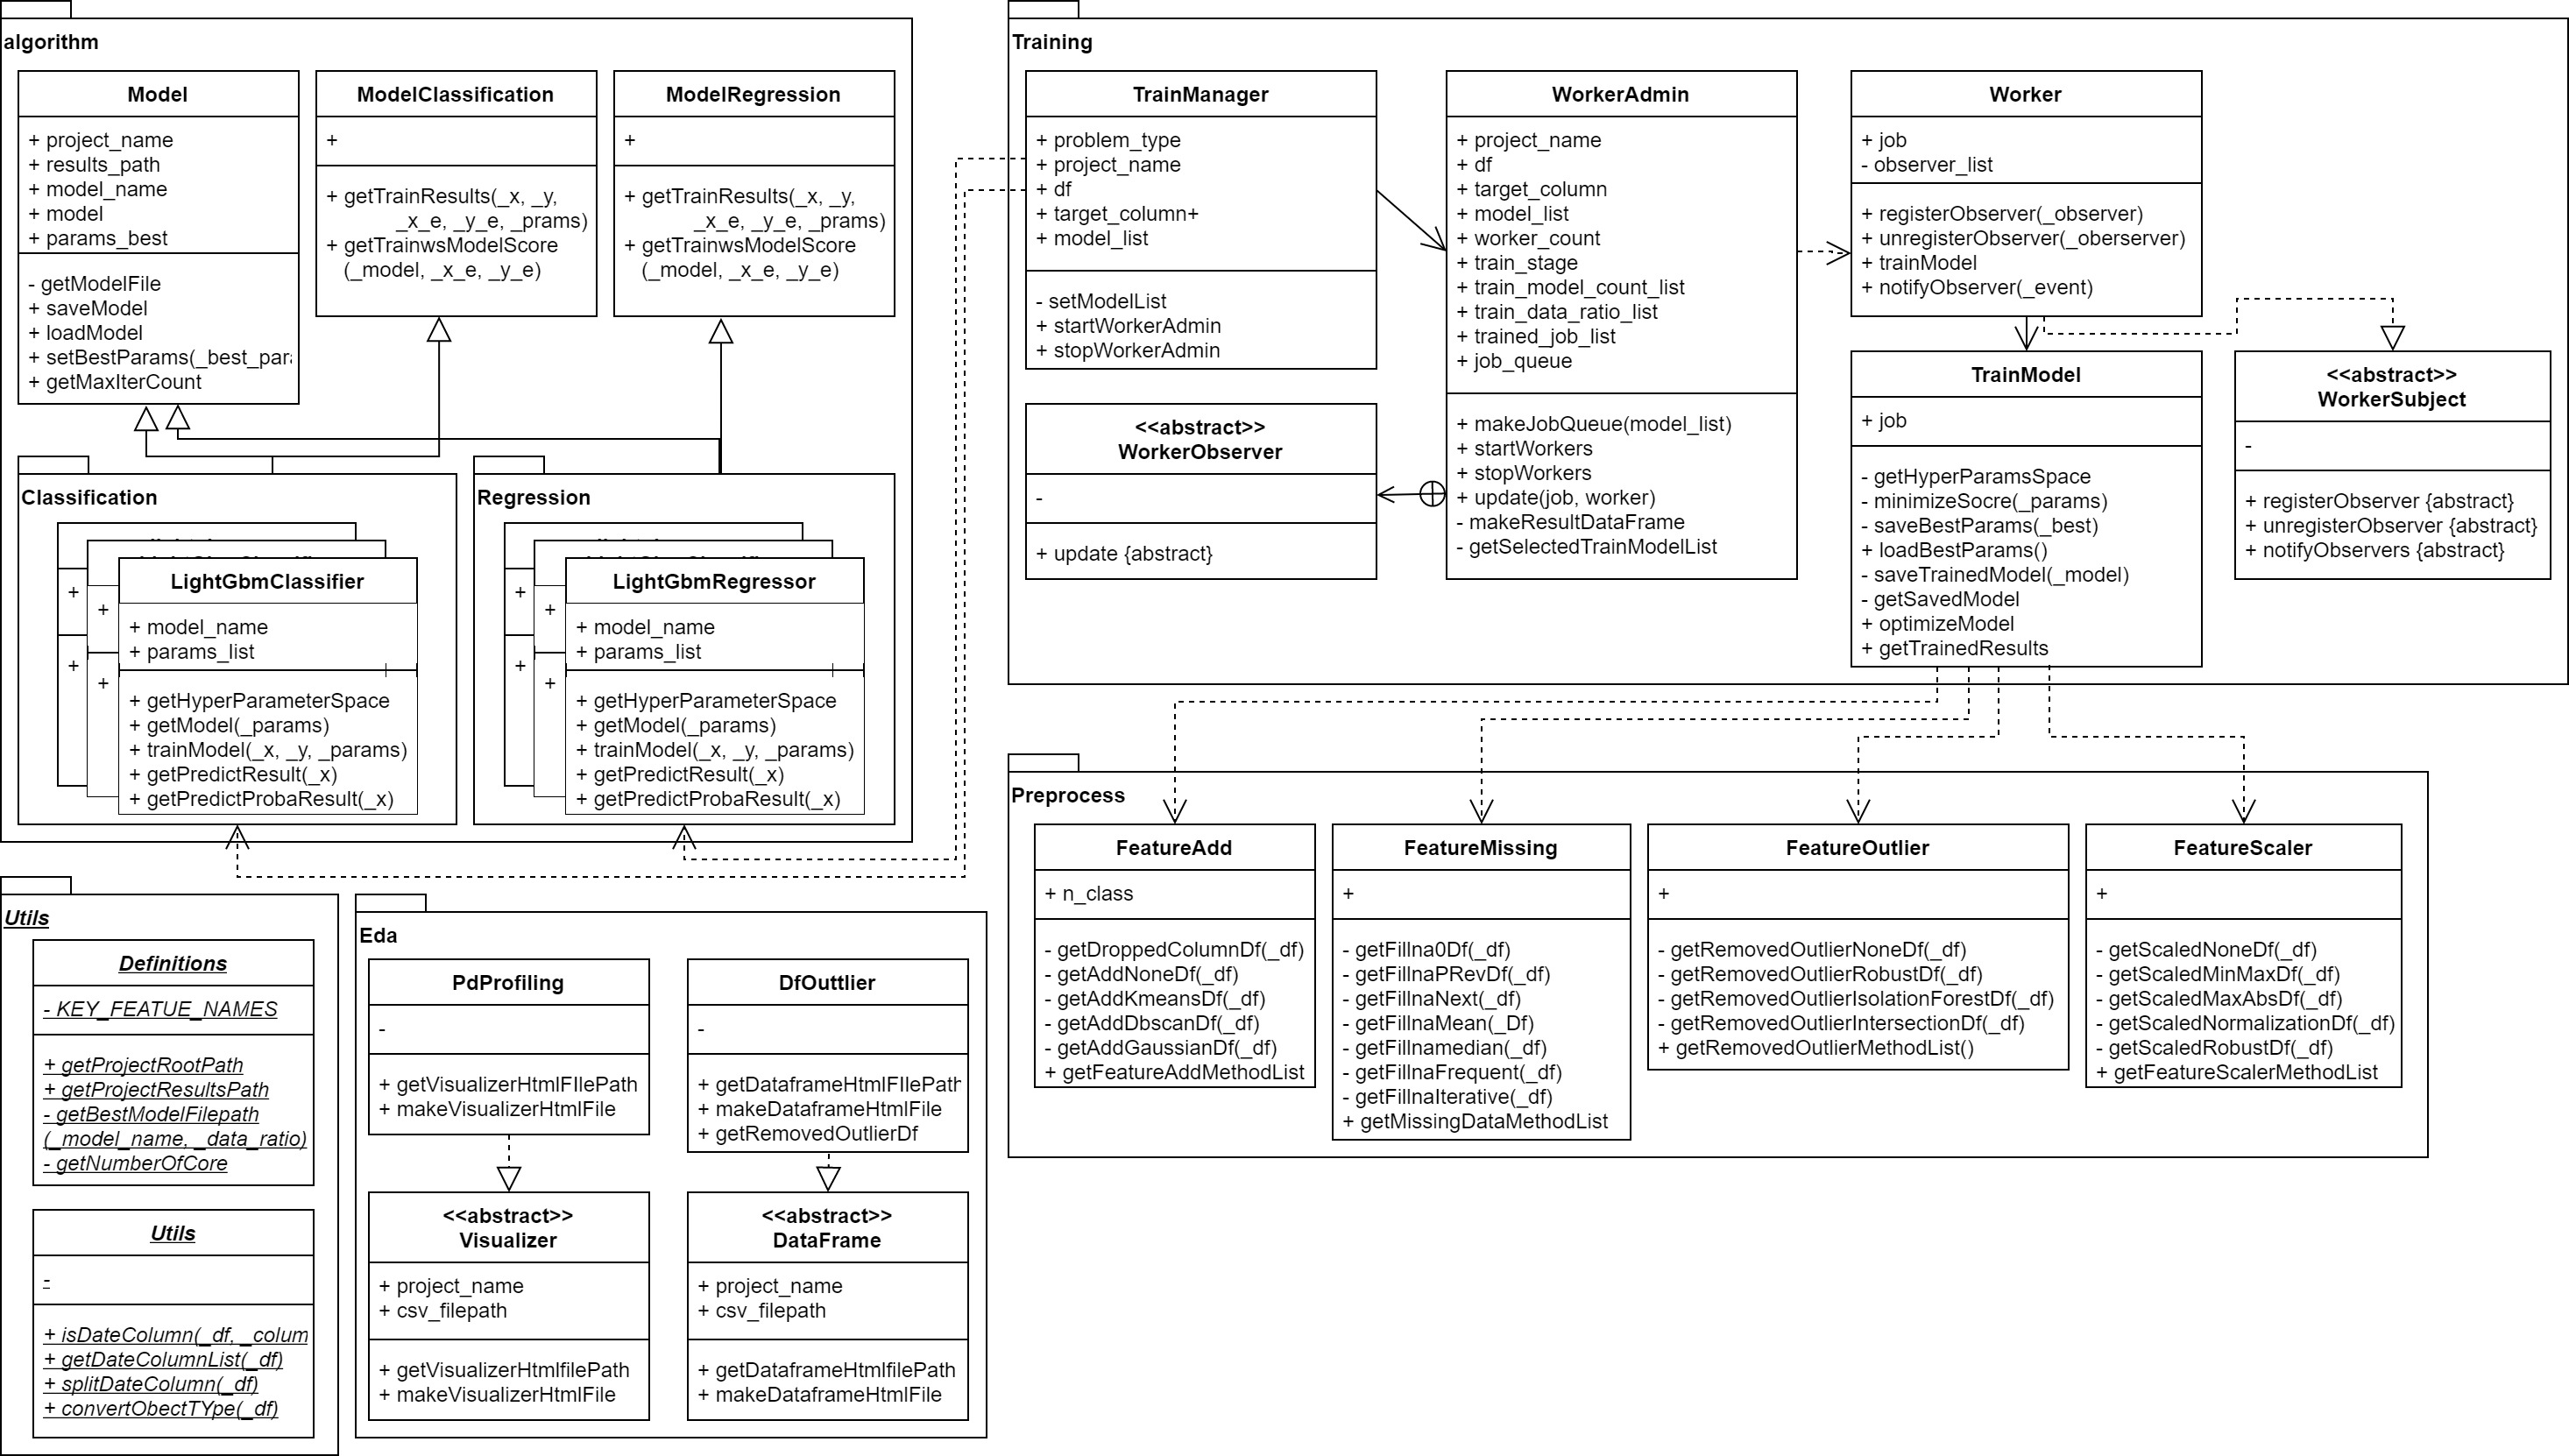 algorithm
Model
+ project_name
+ results_path
+ model_name
+ model
+ params_best
- getModelFile
+ saveModel
+ loadModel
+ setBestParams(_best_para
+ getMaxIterCount
ModelClassification
+
+ getTrainResults(_x, _y,
_x_e, _y_e, _prams)
+ getTrainwsModelScore
(_model, _x_e, _y_e)
ModelRegression
+
+ getTrainResults(_x, _y,
_x_e, _y_e, _prams)
+ getTrainwsModelScore
(_model, _x_e, _y_e)
Classification
+
+
+
+
LightGbmClassifier
+ model_name
+ params_list
+ getHyperParameterSpace
+ getModel(_params)
+ trainModel(_x, _y, _params)
+ getPredictResult(_x)
+ getPredictProbaResult(_x)
Regression
+
+
+
+
LightGbmRegressor
+ model_name
+ params_list
+ getHyperParameterSpace
+ getModel(_params)
+ trainModel(_x, _y, _params)
+ getPredictResult(_x)
+ getPredictProbaResult(_x)
Training
TrainManager
+ problem_type
+ project_name
+ df
+ target_column+
+ model_list
- setModelList
+ startWorkerAdmin
+ stopWorkerAdmin
<<abstract>>
WorkerObserver
-
+ update {abstract}
WorkerAdmin
+ project_name
+ df
+ target_column
+ model_list
+ worker_count
+ train_stage
+ train_model_count_list
+ train_data_ratio_list
+ trained_job_list
+ job_queue
+ makeJobQueue(model_list)
+ startWorkers
+ stopWorkers
+ update(job, worker)
- makeResultDataFrame
- getSelectedTrainModelList
Worker
+ job
- observer_list
+ registerObserver(_observer)
+ unregisterObserver(_oberserver)
+ trainModel
+ notifyObserver(_event)
TrainModel
+ job
- getHyperParamsSpace
- minimizeSocre(_params)
- saveBestParams(_best)
+ loadBestParams()
- saveTrainedModel(_model)
- getSavedModel
+ optimizeModel
+ getTrainedResults
<<abstract>>
WorkerSubject
-
+ registerObserver {abstract}
+ unregisterObserver {abstract}
+ notifyObservers {abstract}
Preprocess
FeatureAdd
+ n_class
- getDroppedColumnDf(_df)
- getAddNoneDf(_df)
- getAddKmeansDf(_df)
- getAddDbscanDf(_df)
- getAddGaussianDf(_df)
+ getFeatureAddMethodList
FeatureMissing
+
- getFillna0Df(_df)
- getFillnaPRevDf(_df)
- getFillnaNext(_df)
- getFillnaMean(_Df)
- getFillnamedian(_df)
- getFillnaFrequent(_df)
- getFillnaIterative(_df)
+ getMissingDataMethodList
FeatureOutlier
+
- getRemovedOutlierNoneDf(_df)
- getRemovedOutlierRobustDf(_df)
- getRemovedOutlierIsolationForestDf(_df)
- getRemovedOutlierIntersectionDf(_df)
+ getRemovedOutlierMethodList()
FeatureScaler
+
- getScaledNoneDf(_df)
- getScaledMinMaxDf(_df)
- getScaledMaxAbsDf(_df)
- getScaledNormalizationDf(_df)
- getScaledRobustDf(_df)
+ getFeatureScalerMethodList
Utils
Definitions
- KEY_FEATUE_NAMES
+ getProjectRootPath
+ getProjectResultsPath
- getBestModelFilepath
(_model_name, _data_ratio)
- getNumberOfCore
Utils
-
+ isDateColumn(_df, _colum
+ getDateColumnList(_df)
+ splitDateColumn(_df)
+ convertObectTYpe(_df)
Eda
PdProfiling
-
+ getVisualizerHtmlFIlePath
+ makeVisualizerHtmlFile
<<abstract>>
Visualizer
+ project_name
+ csv_filepath
+ getVisualizerHtmlfilePath
+ makeVisualizerHtmlFile
DfOuttlier
-
+ getDataframeHtmlFIlePath
+ makeDataframeHtmlFile
+ getRemovedOutlierDf
<<abstract>>
DataFrame
+ project_name
+ csv_filepath
+ getDataframeHtmlfilePath
+ makeDataframeHtmlFile